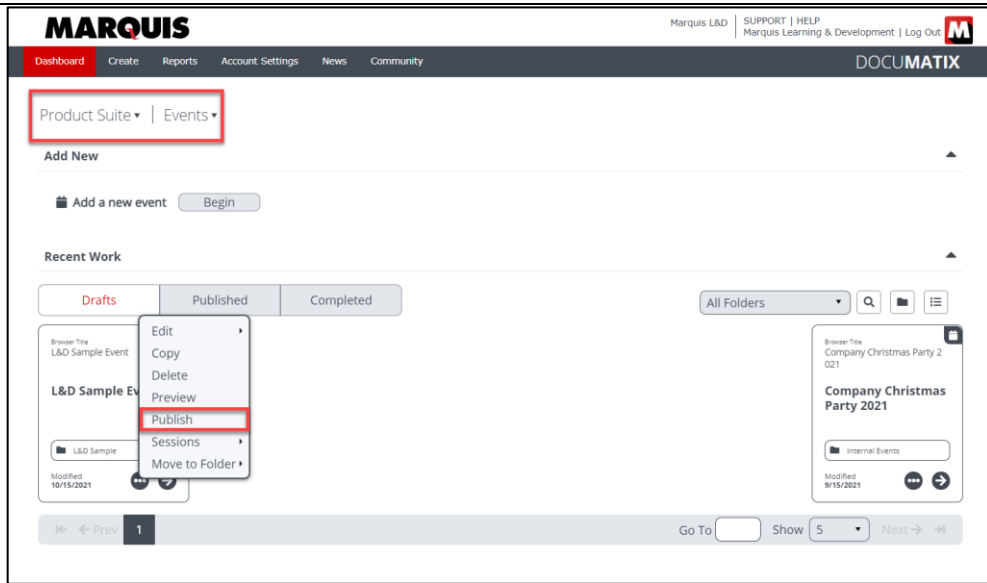 MARQUIS
Marquis L&D
SUPPORT | HELP
Marquis Learning & Development | Log Out
M
Dashboard Create Reports Account Settings News Community
DOCUMATIX
Product Suite | Events
Add New
Add a new event Begin
Recent Work
Drafts Published Completed
All Folders
Browser Title
L&D Sample Event
L&D Sample Ev
L&D Sample
Modified
10/15/2021
Edit
Copy
Delete
Preview
Publish
Sessions
Move to Folder
Browser Title
Company Christmas Party 2
021
Company Christmas
Party 2021
Internal Events
Modified
9/15/2021
Prev 1
Go To Show 5 Next